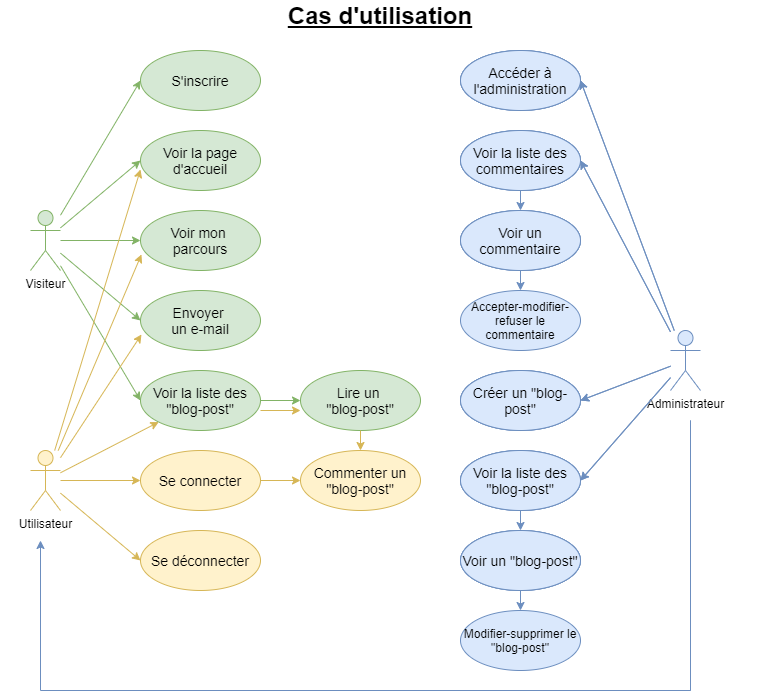 Cas d'utilisation
S'inscrire
Voir la page
d'accueil
Voir mon
parcours
Visiteur
Envoyer
un e-mail
Voir la liste des
"blog-post"
Lire un
"blog-post"
Se connecter
Commenter un
"blog-post"
Utilisateur
Se déconnecter
Accéder à
l'administration
Voir la liste des
commentaires
Voir un
commentaire
Accepter-modifier-
refuser le
commentaire
Créer un "blog-
post"
Administrateur
Voir la liste des
"blog-post"
Voir un "blog-post"
Modifier-supprimer le
"blog-post"